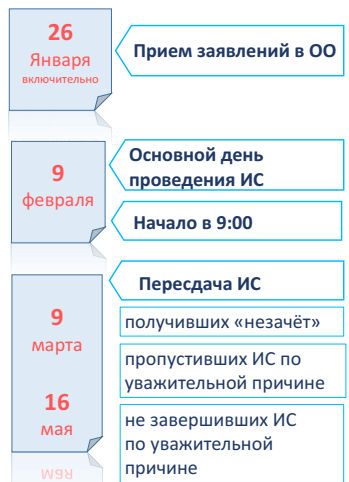 26
Января
включительно
Прием заявлений в ОО
9
февраля
Основной день
проведения ИС
Начало в 9:00
9
марта
16
мая
Пересдача ИС
получивших «незачёт»
пропустивших ИС по
уважительной причине
не завершивших ИС
по уважительной
причине